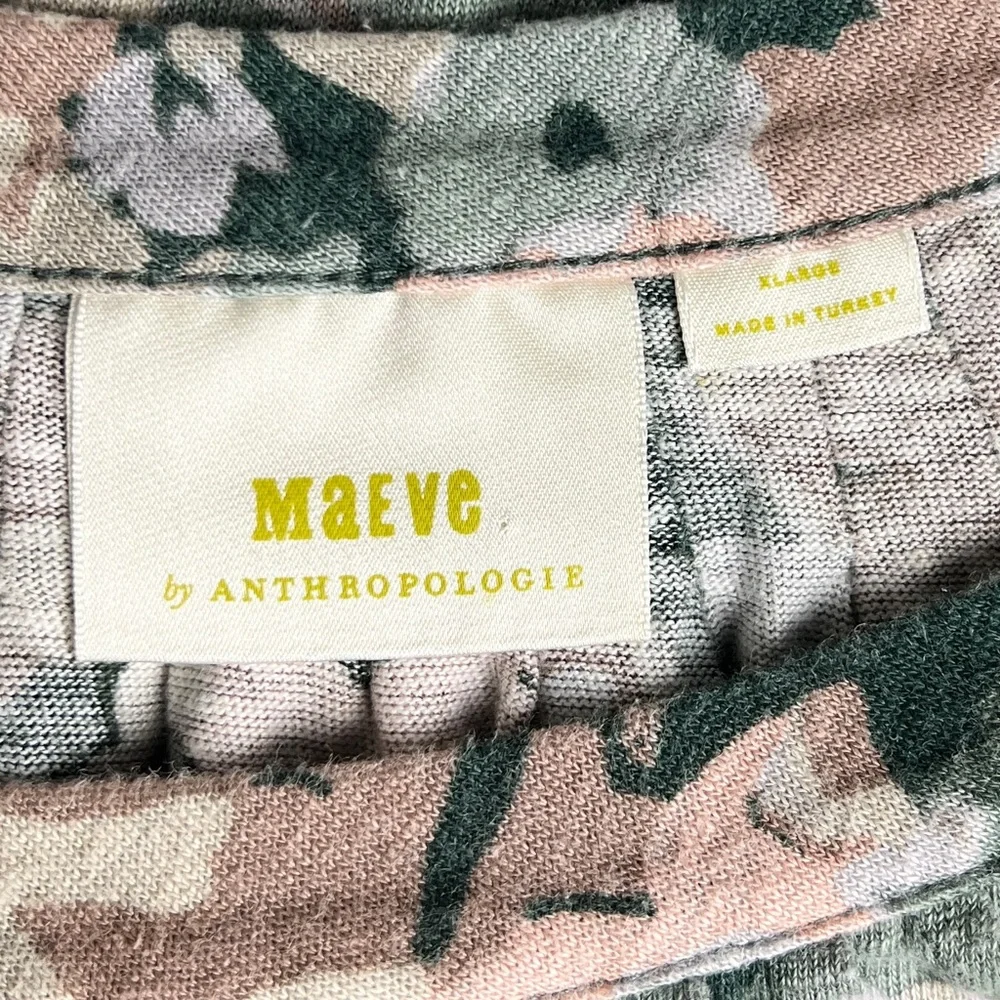 MaEVe
by ANTHROPOLOGIE
XLARGE
MADE IN TURKEY